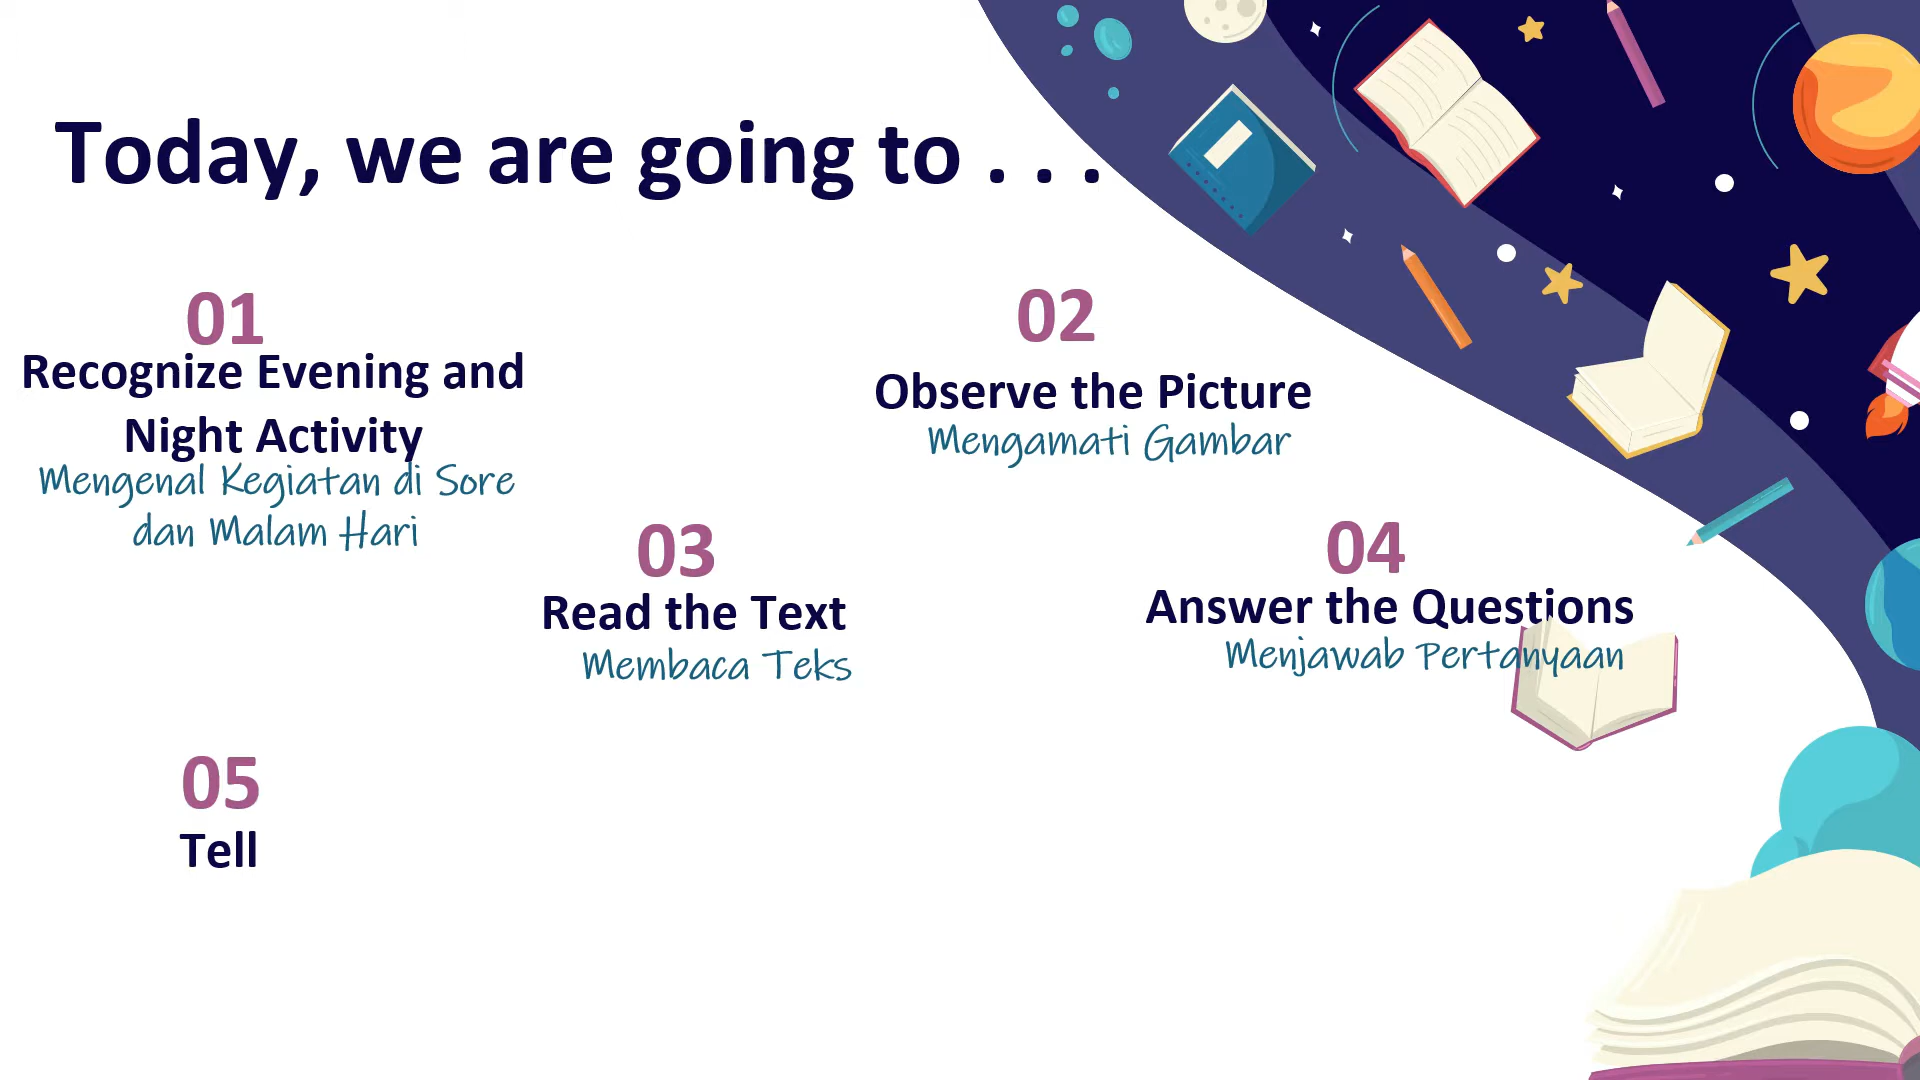 Today, we are going to . . .
01
Recognize Evening and
Night Activity
Mengenal Kegiatan di Sore
dan Malam Hari
02
Observe the Picture
Mengamati Gambar
03
Read the Text
Membaca Teks
04
Answer the Questions
Menjawab Pertanyaan
05
Tell